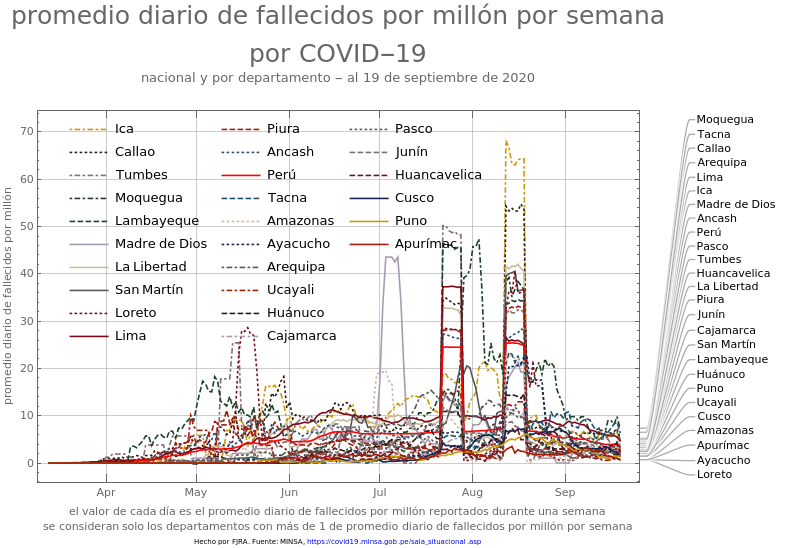 promedio diario de fallecidos por millón por semana
por COVID−19
nacional y por departamento − al 19 de septiembre de 2020
promedio diario de fallecidos por millón
70
60
50
40
30
20
10
0
Apr
May
Jun
Jul
Aug
Sep
Ica
Callao
Tumbes
Moquegua
Lambayeque
Madre de Dios
La Libertad
San Martín
Loreto
Lima
Piura
Ancash
Perú
Tacna
Amazonas
Ayacucho
Arequipa
Ucayali
Huánuco
Cajamarca
Pasco
Junín
Huancavelica
Cusco
Puno
Apurímac
Moquegua
Tacna
Callao
Arequipa
Lima
Ica
Madre de Dios
Ancash
Perú
Pasco
Tumbes
Huancavelica
La Libertad
Piura
Junín
Cajamarca
San Martín
Lambayeque
Huánuco
Puno
Ucayali
Cusco
Amazonas
Apurímac
Ayacucho
Loreto
el valor de cada día es el promedio diario de fallecidos por millón reportados durante una semana
se consideran solo los departamentos con más de 1 de promedio diario de fallecidos por millón por semana
Hecho por FJRA. Fuente: MINSA, https://covid19.minsa.gob.pe/sala_situacional.asp